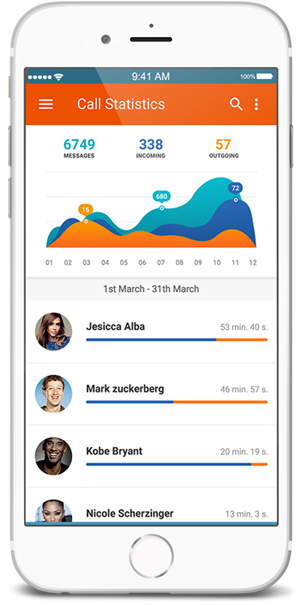 9:41 AM
100%
Call Statistics
6749 338 57
MESSAGES INCOMING OUTGOING
15 680 72
01 02 03 04 05 06 07 08 09 10 11 12
1st March - 31th March
Jesicca Alba 53 min. 40 s.
Mark zuckerberg 46 min. 57 s.
Kobe Bryant 20 min. 19 s.
Nicole Scherzinger 13 min. 3 s.